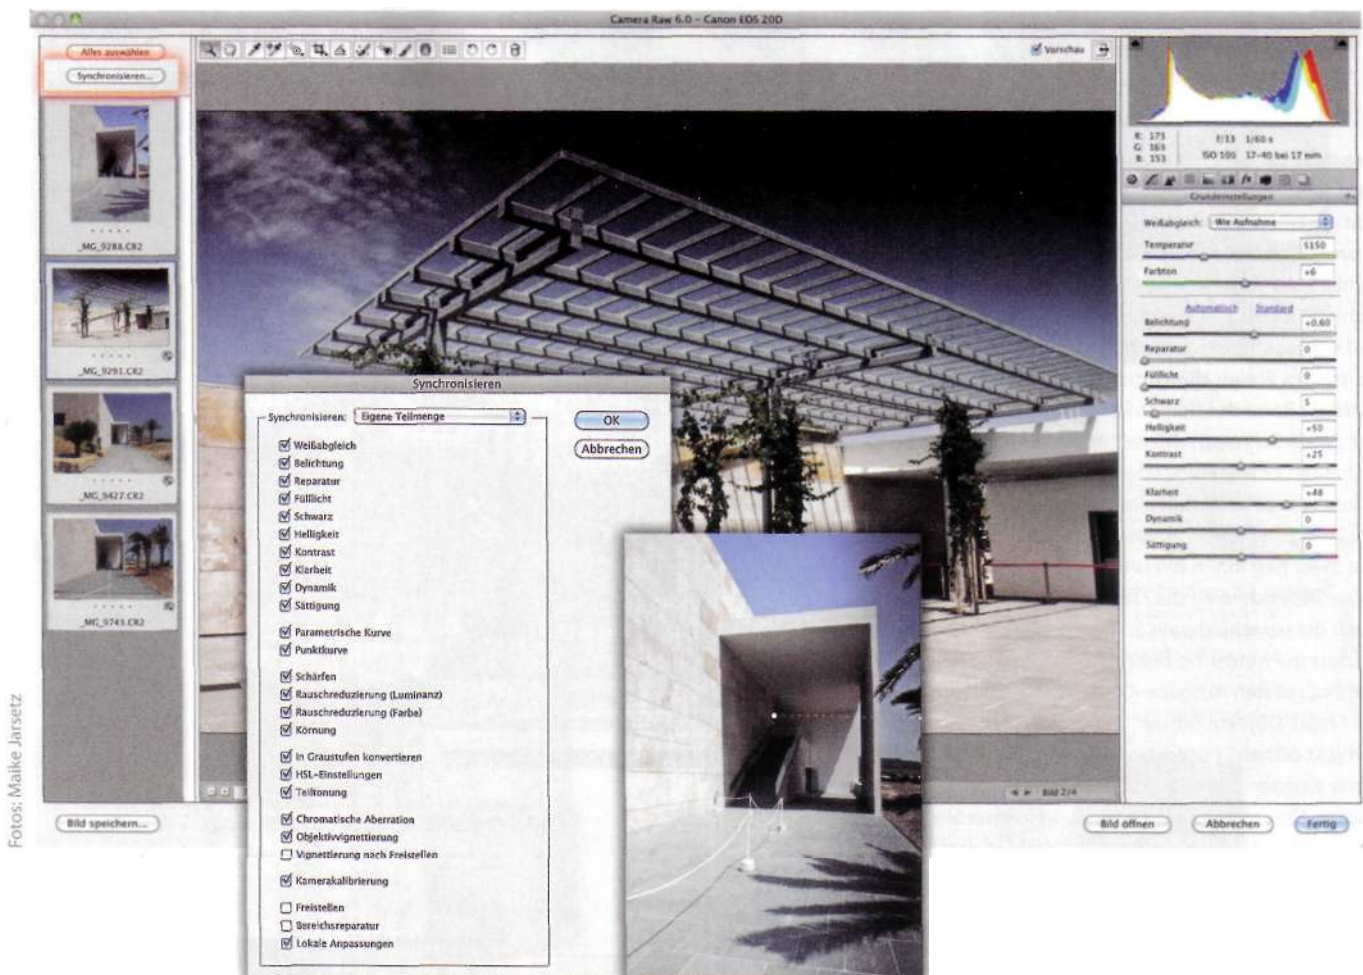 Camera Raw 6.0 – Canon EOS 20D
Alles auswählen
Synchronisieren...
Vorschau
_MG_9288.CR2
_MG_9291.CR2
_MG_9427.CR2
_MG_9743.CR2
R: 175
G: 163
B: 153
f/13 1/60 s
ISO 100 17–40 bei 17 mm
Grundeinstellungen
Weißabgleich: Wie Aufnahme
Temperatur 5150
Farbton +6
Automatisch Standard
Belichtung +0,60
Reparatur 0
Fülllicht 0
Schwarz 5
Helligkeit +50
Kontrast +25
Klarheit +48
Dynamik 0
Sättigung 0
Synchronisieren
Synchronisieren: Eigene Teilmenge
OK
Abbrechen
Weißabgleich
Belichtung
Reparatur
Fülllicht
Schwarz
Helligkeit
Kontrast
Klarheit
Dynamik
Sättigung
Parametrische Kurve
Punktkurve
Schärfen
Rauschreduzierung (Luminanz)
Rauschreduzierung (Farbe)
Körnung
In Graustufen konvertieren
HSL-Einstellungen
Teiltonung
Chromatische Aberration
Objektivvignettierung
Vignettierung nach Freistellen
Kamerakalibrierung
Freistellen
Bereichsreparatur
Lokale Anpassungen
Bild 2/4
Bild speichern...
Bild öffnen
Abbrechen
Fertig
Fotos: Maike Jarsetz